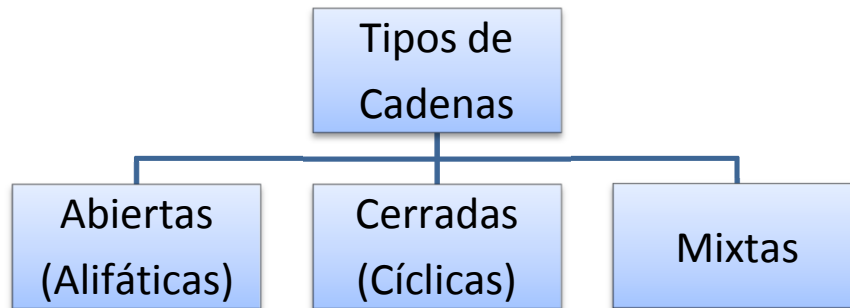 Tipos de
Cadenas
Abiertas
(Alifáticas)
Cerradas
(Cíclicas)
Mixtas